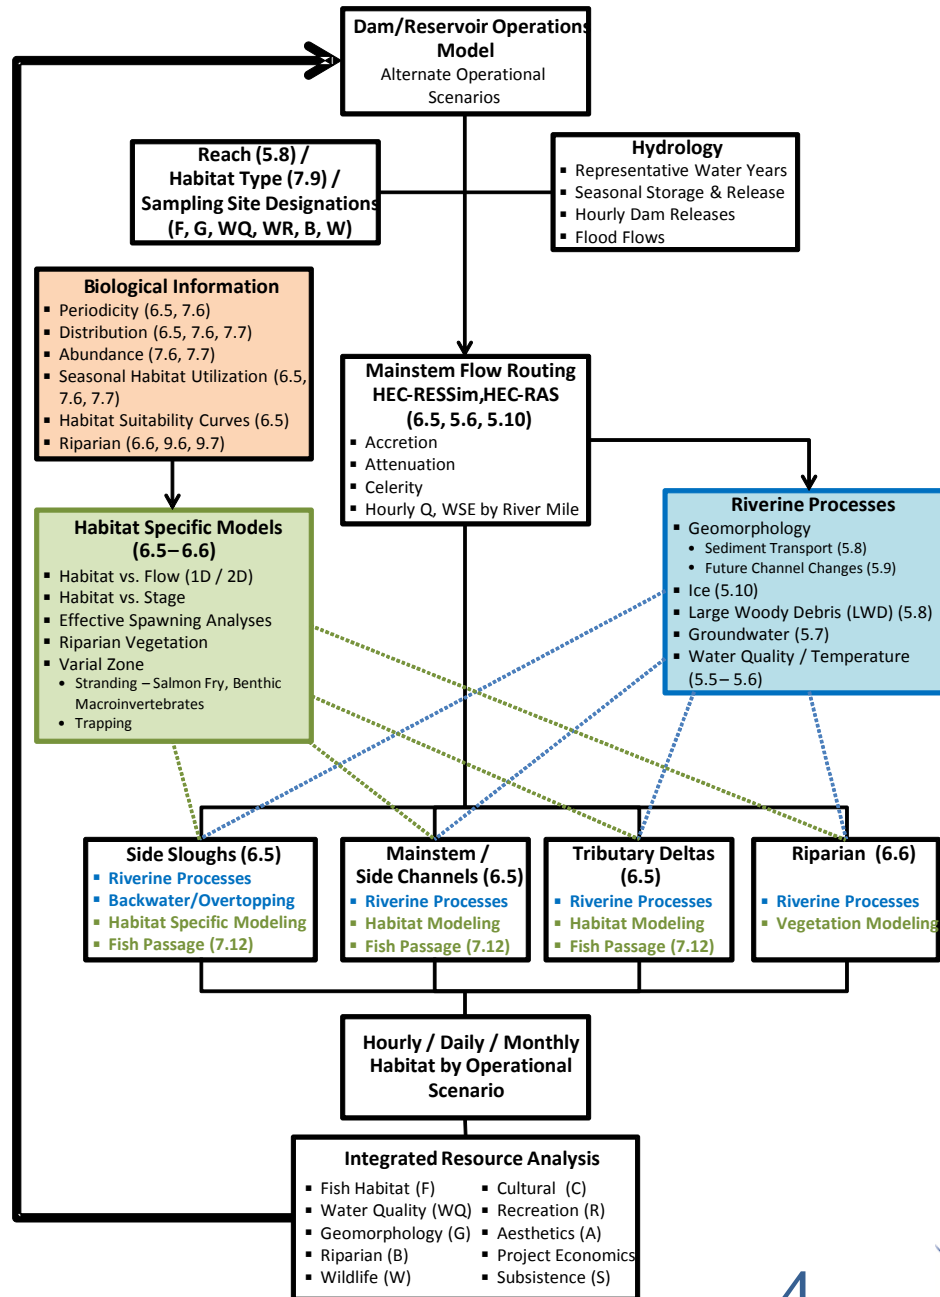 Dam/Reservoir Operations
Model
Alternate Operational
Scenarios
Reach (5.8) /
Habitat Type (7.9) /
Sampling Site Designations
(F, G, WQ, WR, B, W)
Hydrology
▪ Representative Water Years
▪ Seasonal Storage & Release
▪ Hourly Dam Releases
▪ Flood Flows
Biological Information
▪ Periodicity (6.5, 7.6)
▪ Distribution (6.5, 7.6, 7.7)
▪ Abundance (7.6, 7.7)
▪ Seasonal Habitat Utilization (6.5,
7.6, 7.7)
▪ Habitat Suitability Curves (6.5)
▪ Riparian (6.6, 9.6, 9.7)
Mainstem Flow Routing
HEC-RESSim,HEC-RAS
(6.5, 5.6, 5.10)
▪ Accretion
▪ Attenuation
▪ Celerity
▪ Hourly Q, WSE by River Mile
Riverine Processes
▪ Geomorphology
• Sediment Transport (5.8)
• Future Channel Changes (5.9)
▪ Ice (5.10)
▪ Large Woody Debris (LWD) (5.8)
▪ Groundwater (5.7)
▪ Water Quality / Temperature
(5.5–5.6)
Habitat Specific Models
(6.5–6.6)
▪ Habitat vs. Flow (1D / 2D)
▪ Habitat vs. Stage
▪ Effective Spawning Analyses
▪ Riparian Vegetation
▪ Varial Zone
• Stranding – Salmon Fry, Benthic
Macroinvertebrates
• Trapping
Side Sloughs (6.5)
▪ Riverine Processes
▪ Backwater/Overtopping
▪ Habitat Specific Modeling
▪ Fish Passage (7.12)
Mainstem /
Side Channels (6.5)
▪ Riverine Processes
▪ Habitat Modeling
▪ Fish Passage (7.12)
Tributary Deltas
(6.5)
▪ Riverine Processes
▪ Habitat Modeling
▪ Fish Passage (7.12)
Riparian (6.6)
▪ Riverine Processes
▪ Vegetation Modeling
Hourly / Daily / Monthly
Habitat by Operational
Scenario
Integrated Resource Analysis
▪ Fish Habitat (F)
▪ Water Quality (WQ)
▪ Geomorphology (G)
▪ Riparian (B)
▪ Wildlife (W)
▪ Cultural (C)
▪ Recreation (R)
▪ Aesthetics (A)
▪ Project Economics
▪ Subsistence (S)